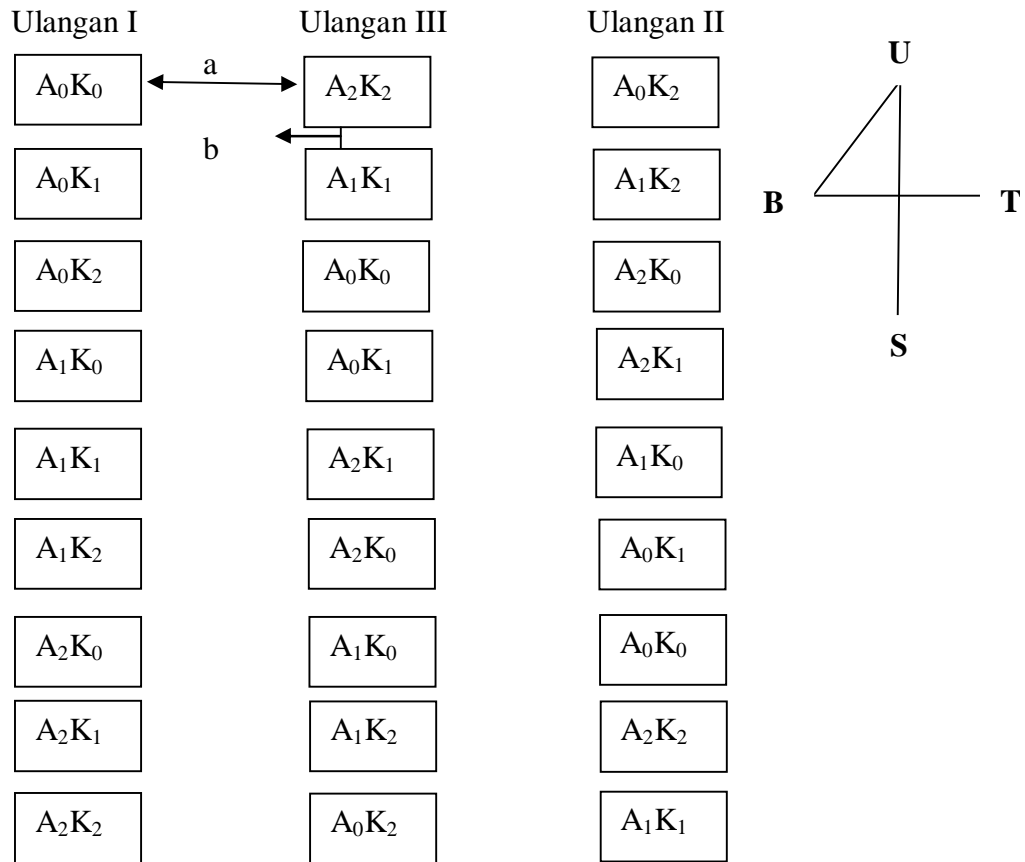 Ulangan I Ulangan III Ulangan II
U
A₀K₀ a A₂K₂ A₀K₂
b
A₀K₁ A₁K₁ A₁K₂
B T
A₀K₂ A₀K₀ A₂K₀
S
A₁K₀ A₀K₁ A₂K₁
A₁K₁ A₂K₁ A₁K₀
A₁K₂ A₂K₀ A₀K₁
A₂K₀ A₁K₀ A₀K₀
A₂K₁ A₁K₂ A₂K₂
A₂K₂ A₀K₂ A₁K₁